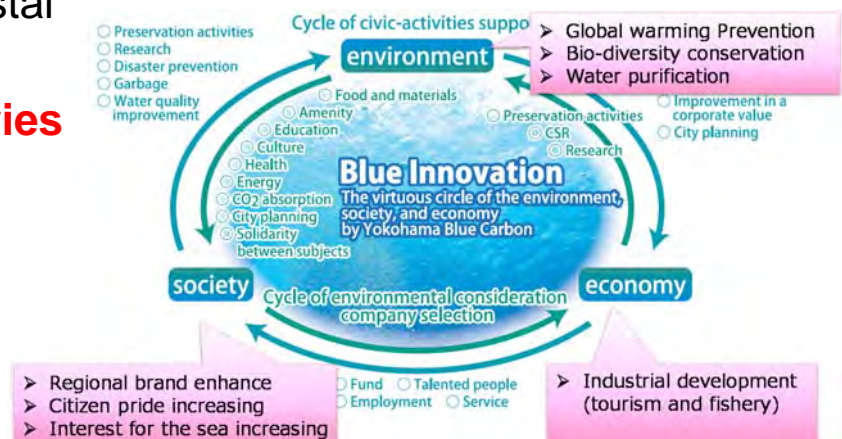 stal
ies
Cycle of civic-activities suppo
➢ Global warming Prevention
➢ Bio-diversity conservation
➢ Water purification
environment
○ Preservation activities
○ Research
○ Disaster prevention
○ Garbage
○ Water quality
improvement
○ Food and materials
○ Amenity
○ Education
○ Culture
○ Health
○ Energy
○ CO2 absorption
○ City planning
○ Solidarity
between subjects
○ Preservation activities
○ CSR
○ Research
○ Improvement in a
corporate value
○ City planning
Blue Innovation
The virtuous circle of the environment,
society, and economy
by Yokohama Blue Carbon
society
economy
Cycle of environmental consideration
company selection
○ Fund ○ Talented people
○ Employment ○ Service
➢ Regional brand enhance
➢ Citizen pride increasing
➢ Interest for the sea increasing
➢ Industrial development
(tourism and fishery)